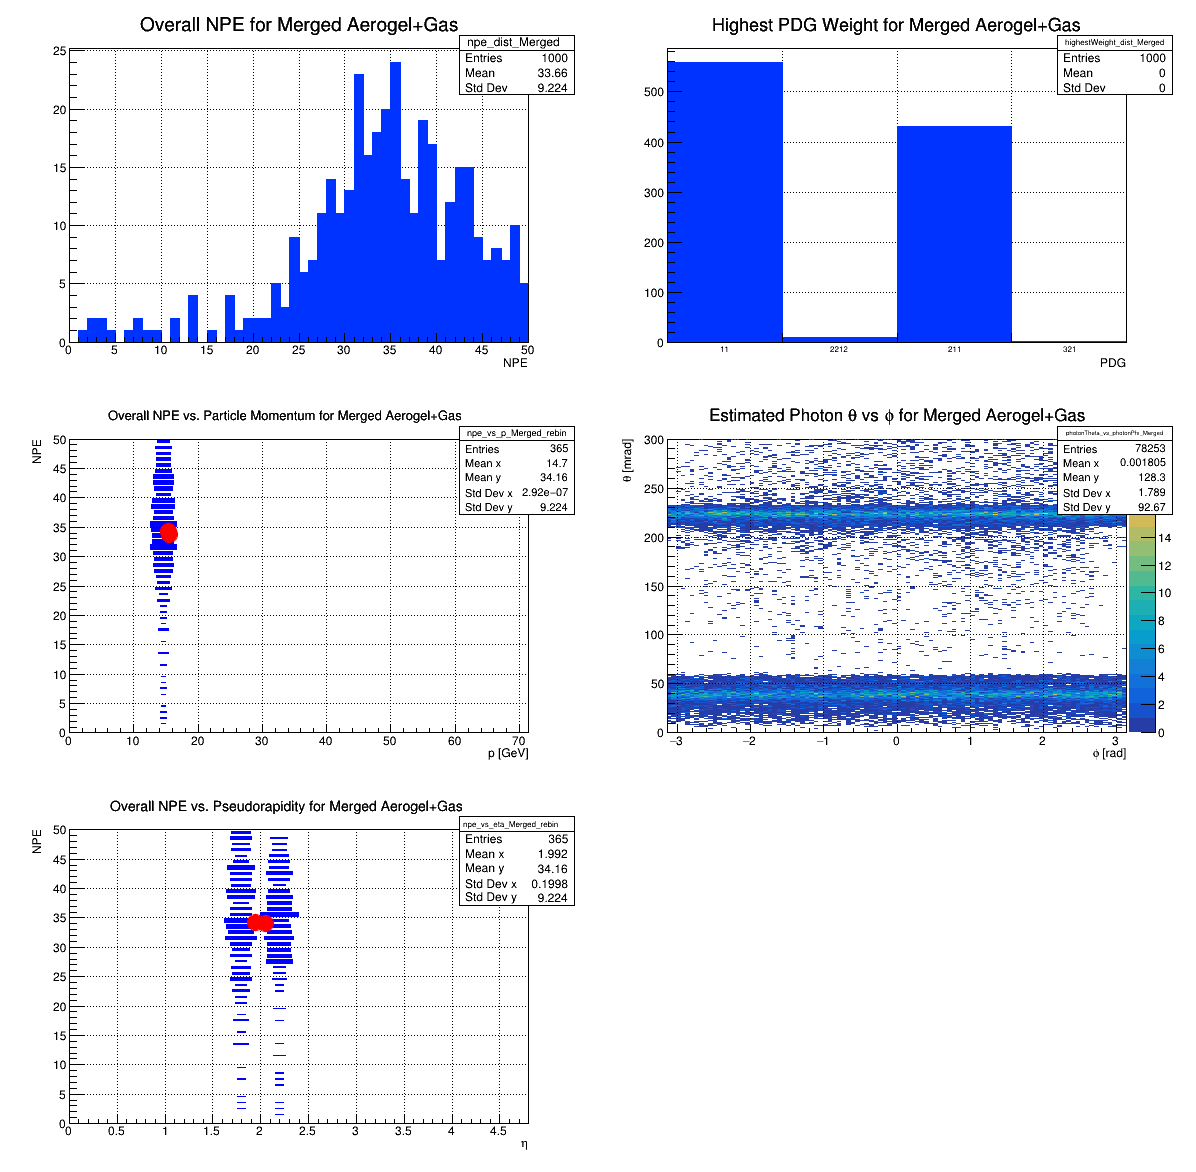 Overall NPE for Merged Aerogel+Gas
npe_dist_Merged
Entries 1000
Mean 33.66
Std Dev 9.224
25
20
15
10
5
0
0 5 10 15 20 25 30 35 40 45 50
NPE
Highest PDG Weight for Merged Aerogel+Gas
highestWeight_dist_Merged
Entries 1000
Mean 0
Std Dev 0
500
400
300
200
100
0
11 2212 211 321
PDG
Overall NPE vs. Particle Momentum for Merged Aerogel+Gas
npe_vs_p_Merged_rebin
Entries 365
Mean x 14.7
Mean y 34.16
Std Dev x 2.92e-07
Std Dev y 9.224
NPE
50
45
40
35
30
25
20
15
10
5
0
0 10 20 30 40 50 60 70
p [GeV]
Estimated Photon θ vs ϕ for Merged Aerogel+Gas
photonTheta_vs_photonPhi_Merged
Entries 78253
Mean x 0.001805
Mean y 128.3
Std Dev x 1.789
Std Dev y 92.67
θ [mrad]
300
250
200
150
100
50
0
−3 −2 −1 0 1 2 3
ϕ [rad]
14
12
10
8
6
4
2
0
Overall NPE vs. Pseudorapidity for Merged Aerogel+Gas
npe_vs_eta_Merged_rebin
Entries 365
Mean x 1.992
Mean y 34.16
Std Dev x 0.1998
Std Dev y 9.224
NPE
50
45
40
35
30
25
20
15
10
5
0
0 0.5 1 1.5 2 2.5 3 3.5 4 4.5
η